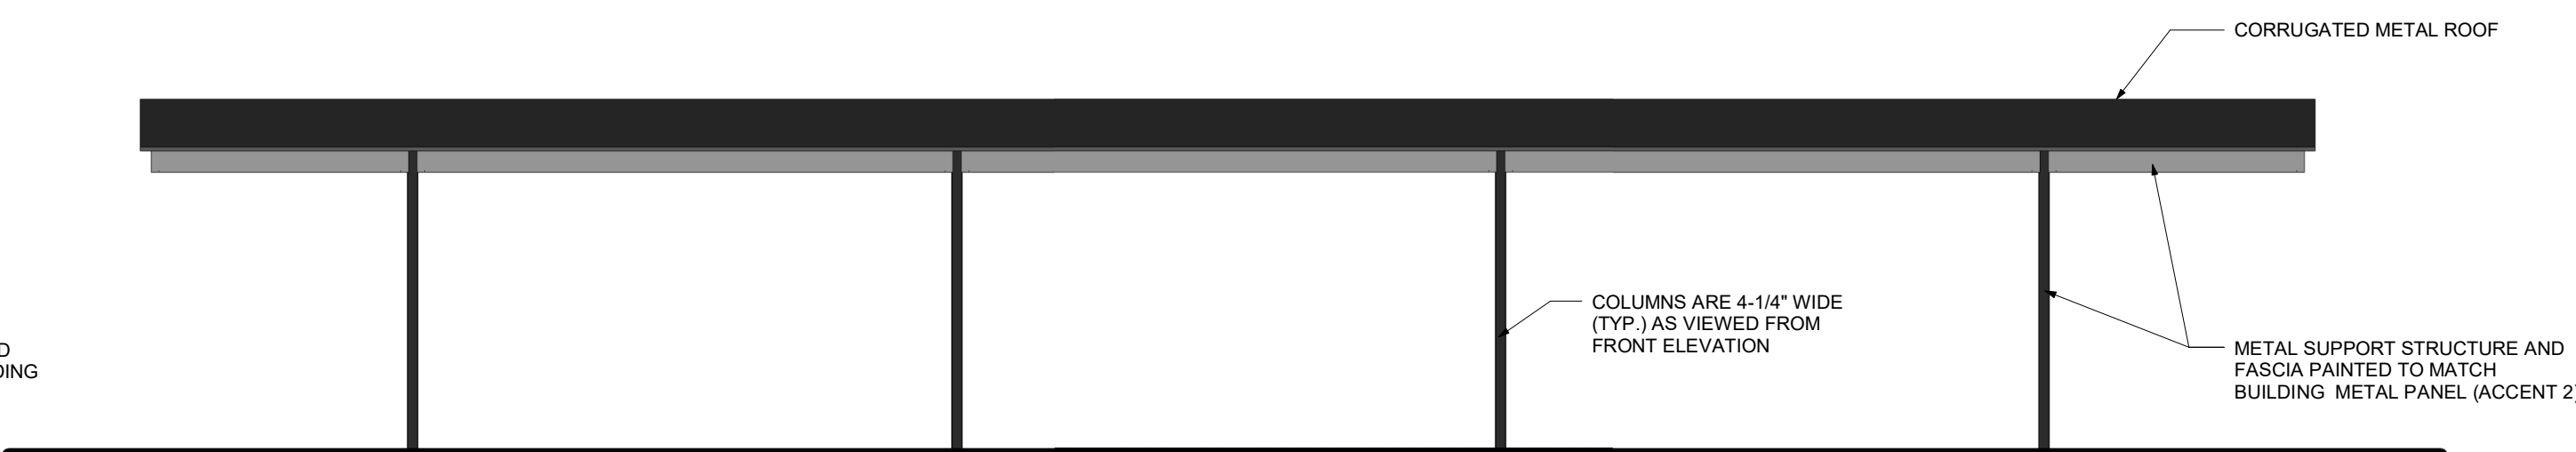 CORRUGATED METAL ROOF
COLUMNS ARE 4-1/4" WIDE
(TYP.) AS VIEWED FROM
FRONT ELEVATION
METAL SUPPORT STRUCTURE AND
FASCIA PAINTED TO MATCH
BUILDING  METAL PANEL (ACCENT 2)